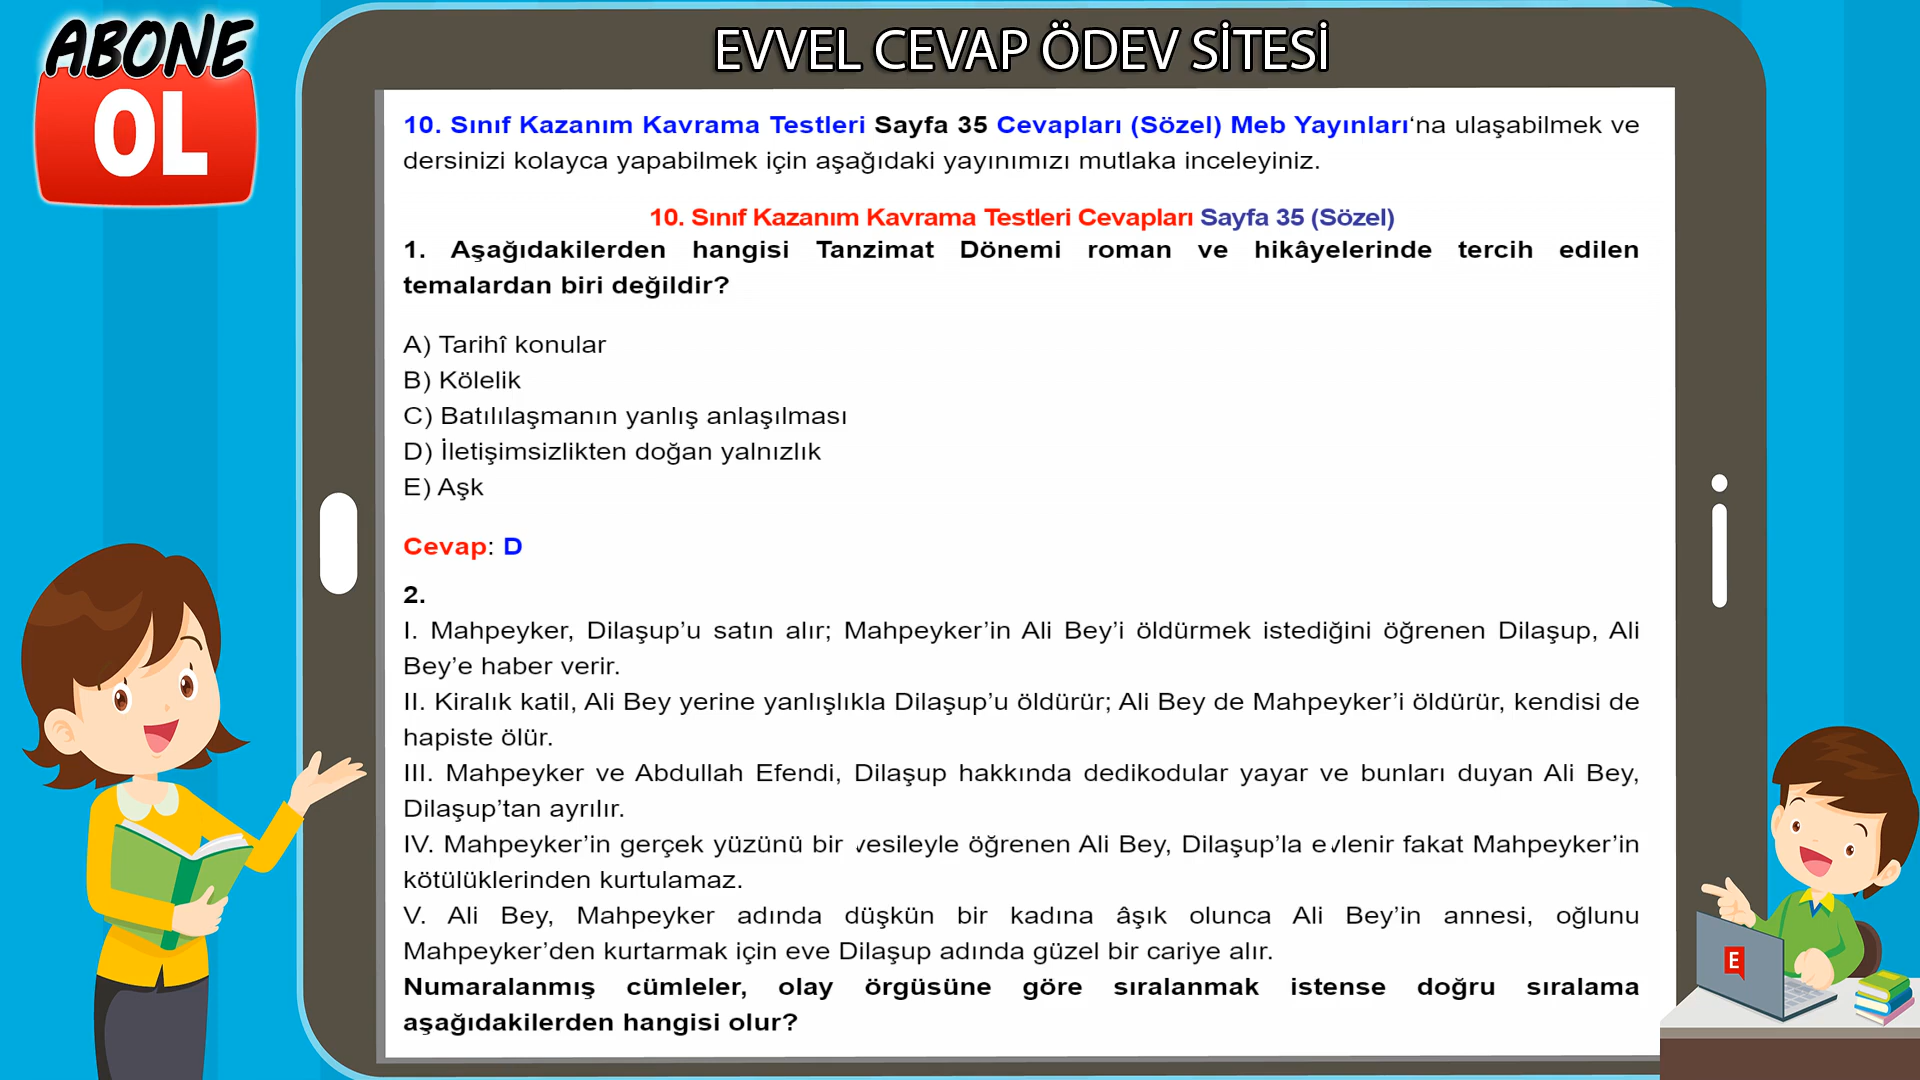 ABONE
OL
EVVEL CEVAP ÖDEV SİTESİ
10. Sınıf Kazanım Kavrama Testleri Sayfa 35 Cevapları (Sözel) Meb Yayınları‘na ulaşabilmek ve
dersinizi kolayca yapabilmek için aşağıdaki yayınımızı mutlaka inceleyiniz.
10. Sınıf Kazanım Kavrama Testleri Cevapları Sayfa 35 (Sözel)
1. Aşağıdakilerden hangisi Tanzimat Dönemi roman ve hikâyelerinde tercih edilen
temalardan biri değildir?
A) Tarihî konular
B) Kölelik
C) Batılılaşmanın yanlış anlaşılması
D) İletişimsizlikten doğan yalnızlık
E) Aşk
Cevap: D
2.
I. Mahpeyker, Dilaşup’u satın alır; Mahpeyker’in Ali Bey’i öldürmek istediğini öğrenen Dilaşup, Ali
Bey’e haber verir.
II. Kiralık katil, Ali Bey yerine yanlışlıkla Dilaşup’u öldürür; Ali Bey de Mahpeyker’i öldürür, kendisi de
hapiste ölür.
III. Mahpeyker ve Abdullah Efendi, Dilaşup hakkında dedikodular yayar ve bunları duyan Ali Bey,
Dilaşup’tan ayrılır.
IV. Mahpeyker’in gerçek yüzünü bir vesileyle öğrenen Ali Bey, Dilaşup’la evlenir fakat Mahpeyker’in
kötülüklerinden kurtulamaz.
V. Ali Bey, Mahpeyker adında düşkün bir kadına âşık olunca Ali Bey’in annesi, oğlunu
Mahpeyker’den kurtarmak için eve Dilaşup adında güzel bir cariye alır.
Numaralanmış cümleler, olay örgüsüne göre sıralanmak istense doğru sıralama
aşağıdakilerden hangisi olur?
E